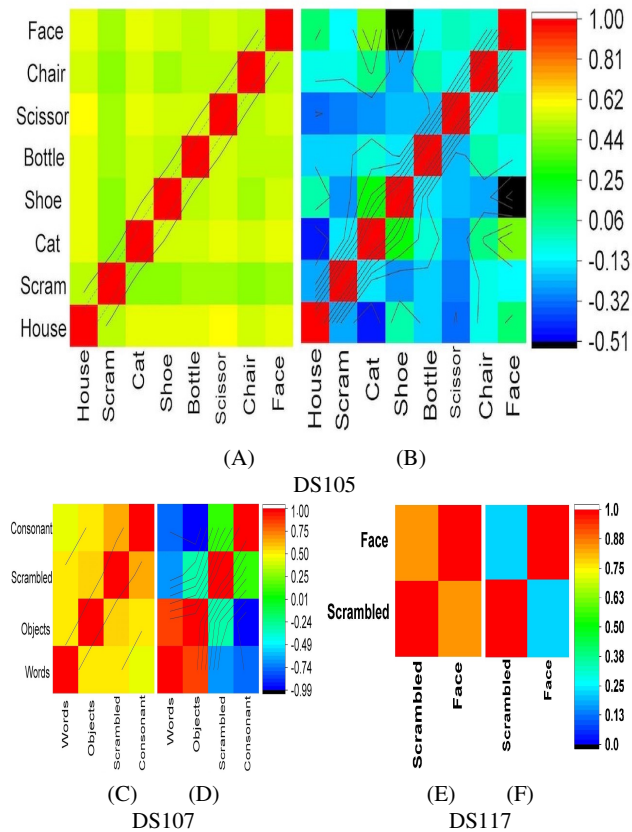 Face
Chair
Scissor
Bottle
Shoe
Cat
Scram
House
House
Scram
Cat
Shoe
Bottle
Scissor
Chair
Face
House
Scram
Cat
Shoe
Bottle
Scissor
Chair
Face
1.00
0.81
0.62
0.44
0.25
0.06
-0.13
-0.32
-0.51
(A) (B)
DS105
Consonant
Scrambled
Objects
Words
Words
Objects
Scrambled
Consonant
Words
Objects
Scrambled
Consonant
1.00
0.75
0.50
0.25
0.01
-0.24
-0.49
-0.74
-0.99
(C) (D)
DS107
Face
Scrambled
Scrambled
Face
Scrambled
Face
1.0
0.88
0.75
0.63
0.50
0.38
0.25
0.13
0.0
(E) (F)
DS117